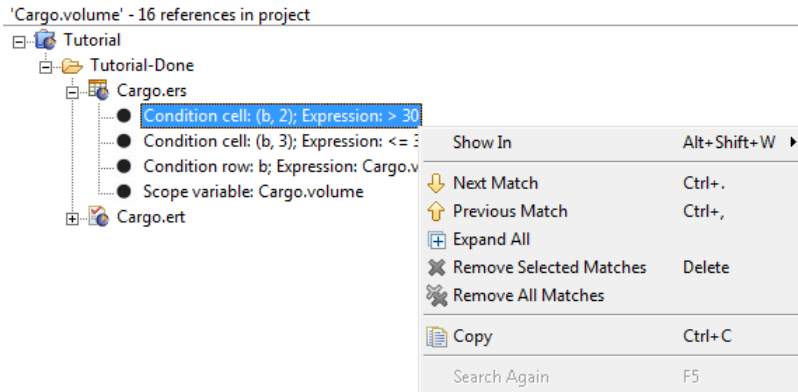 'Cargo.volume' - 16 references in project
Tutorial
Tutorial-Done
Cargo.ers
Condition cell: (b, 2); Expression: > 30
Condition cell: (b, 3); Expression: <=
Condition row: b; Expression: Cargo.v
Scope variable: Cargo.volume
Cargo.ert
Show In Alt+Shift+W
Next Match Ctrl+.
Previous Match Ctrl+,
Expand All
Remove Selected Matches Delete
Remove All Matches
Copy Ctrl+C
Search Again F5